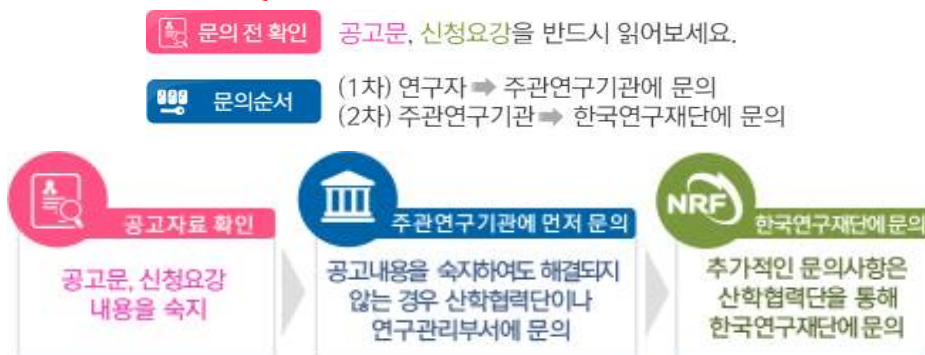 문의 전 확인 공고문, 신청요강을 반드시 읽어보세요.
문의순서 (1차) 연구자 ➡ 주관연구기관에 문의
(2차) 주관연구기관 ➡ 한국연구재단에 문의
공고자료 확인
공고문, 신청요강
내용을 숙지
주관연구기관에 먼저 문의
공고내용을 숙지하여도 해결되지
않는 경우 산학협력단이나
연구관리부서에 문의
NRF
한국연구재단에 문의
추가적인 문의사항은
산학협력단을 통해
한국연구재단에 문의